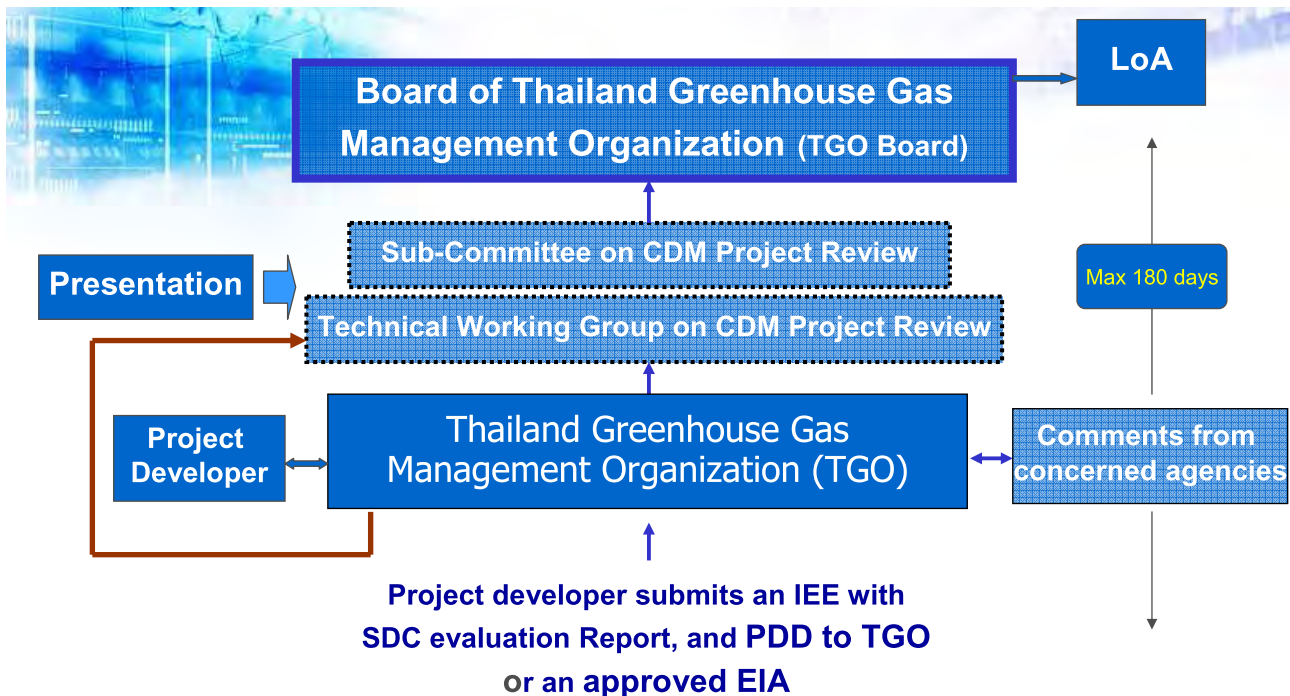 LoA
Board of Thailand Greenhouse Gas
Management Organization (TGO Board)
Sub-Committee on CDM Project Review
Presentation
Max 180 days
Technical Working Group on CDM Project Review
Project
Developer
Thailand Greenhouse Gas
Management Organization (TGO)
Comments from
concerned agencies
Project developer submits an IEE with
SDC evaluation Report, and PDD to TGO
or an approved EIA